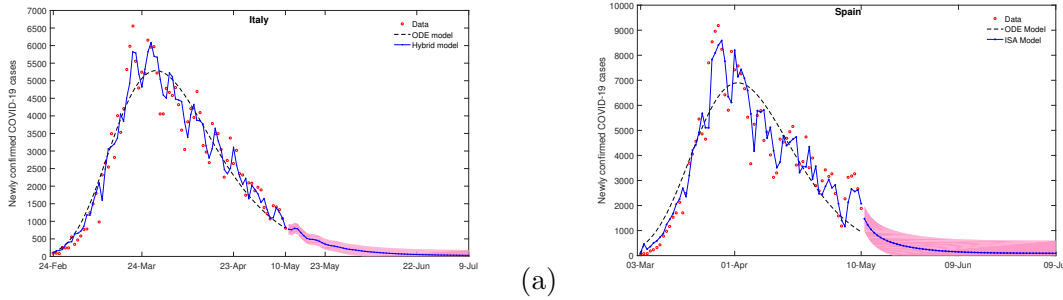 Italy
Data
ODE model
Hybrid model
Newly confirmed COVID-19 cases
7000
6500
6000
5500
5000
4500
4000
3500
3000
2500
2000
1500
1000
500
0
24-Feb 24-Mar 23-Apr 10-May 23-May 22-Jun 9-Jul
(a)
Spain
Data
ODE Model
ISA Model
Newly confirmed COVID-19 cases
10000
9000
8000
7000
6000
5000
4000
3000
2000
1000
0
03-Mar 01-Apr 10-May 09-Jun 09-Ju